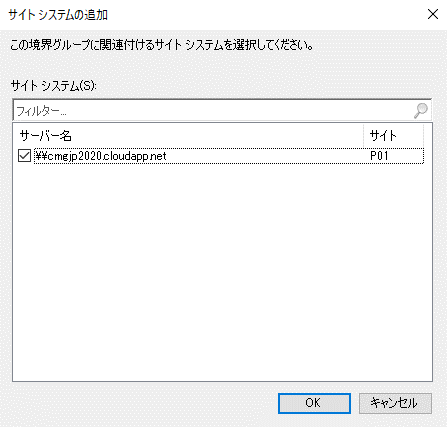 サイト システムの追加
この境界グループに関連付けるサイト システムを選択してください。
サイト システム(S):
フィルター...
サーバー名 サイト
¥¥cmgjp2020.cloudapp.net P01
OK キャンセル